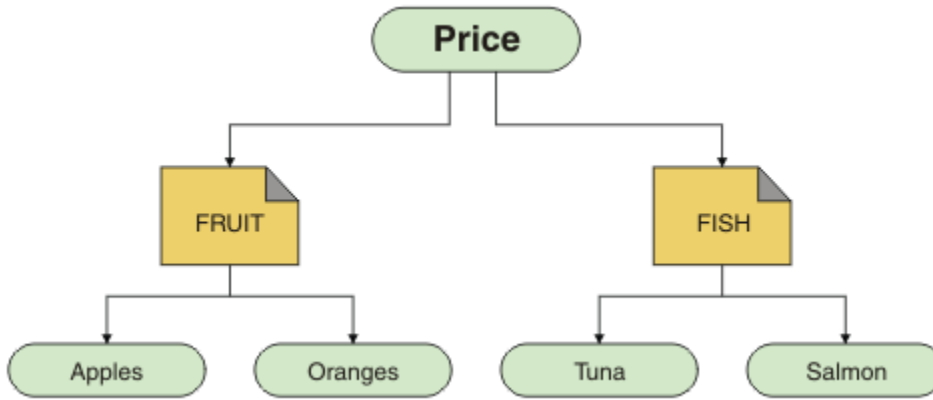 Price
FRUIT
FISH
Apples
Oranges
Tuna
Salmon